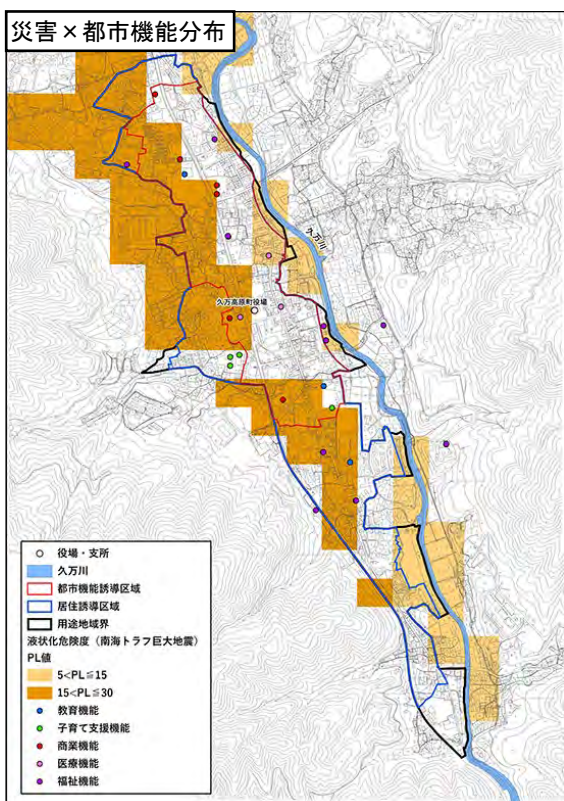 災害×都市機能分布
久万川
久万高原町役場
役場・支所
久万川
都市機能誘導区域
居住誘導区域
用途地域界
液状化危険度（南海トラフ巨大地震）
PL値
5<PL≦15
15<PL≦30
教育機能
子育て支援機能
商業機能
医療機能
福祉機能